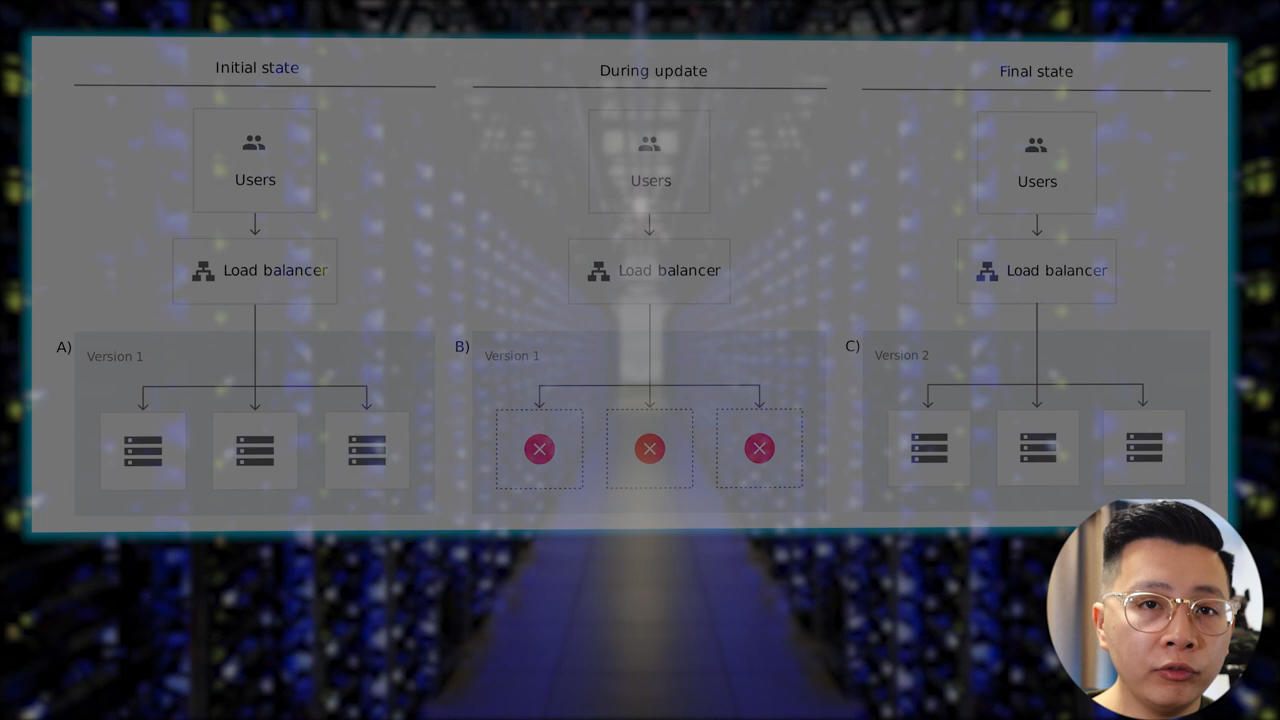 Initial state
During update
Final state
Users
Users
Users
Load balancer
Load balancer
Load balancer
A)
Version 1
B)
Version 1
C)
Version 2